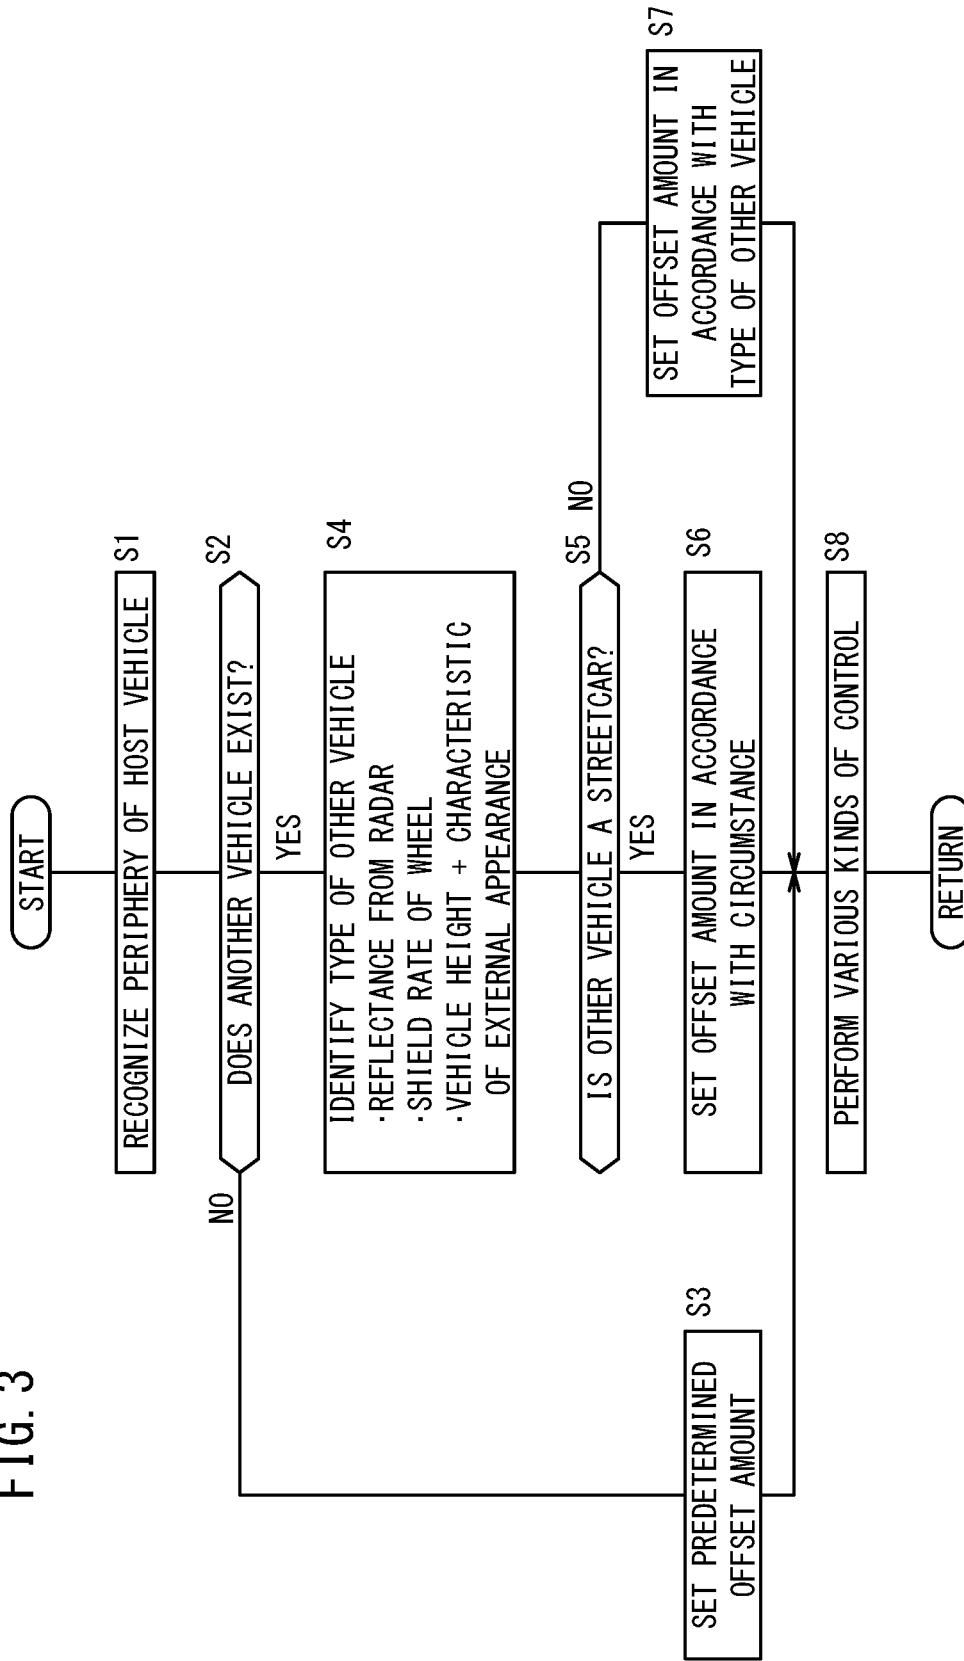 FIG. 3
START
RECOGNIZE PERIPHERY OF HOST VEHICLE
S1
DOES ANOTHER VEHICLE EXIST?
S2
NO
YES
IDENTIFY TYPE OF OTHER VEHICLE
·REFLECTANCE FROM RADAR
·SHIELD RATE OF WHEEL
·VEHICLE HEIGHT + CHARACTERISTIC
OF EXTERNAL APPEARANCE
S4
IS OTHER VEHICLE A STREETCAR?
S5
NO
YES
SET PREDETERMINED
OFFSET AMOUNT
S3
SET OFFSET AMOUNT IN ACCORDANCE
WITH CIRCUMSTANCE
S6
SET OFFSET AMOUNT IN
ACCORDANCE WITH
TYPE OF OTHER VEHICLE
S7
PERFORM VARIOUS KINDS OF CONTROL
S8
RETURN